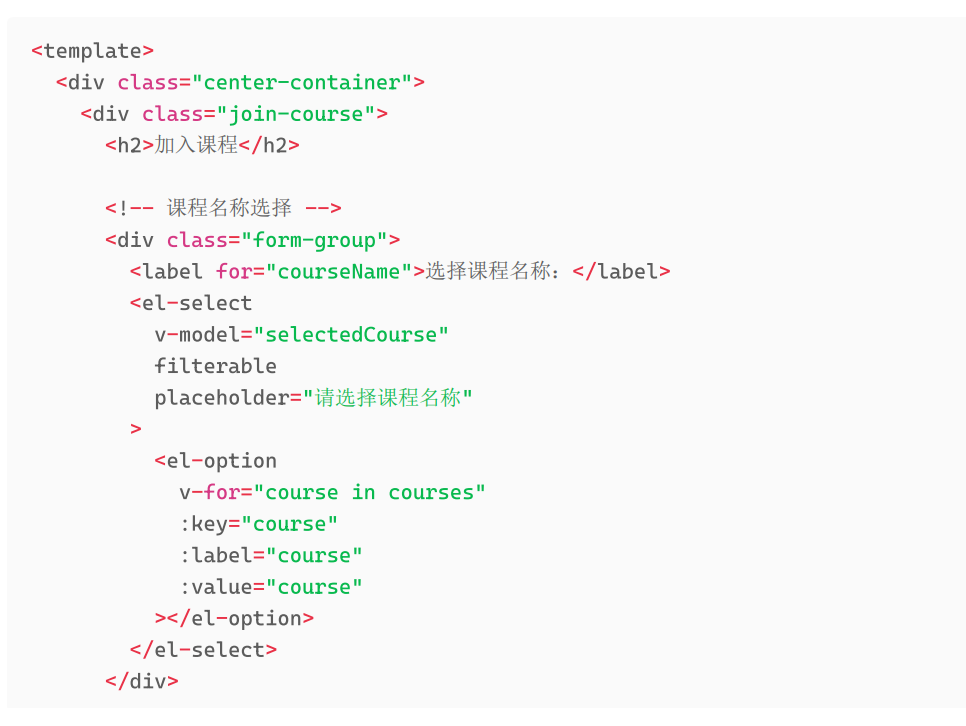 <template>
  <div class="center-container">
    <div class="join-course">
      <h2>加入课程</h2>

      <!-- 课程名称选择 -->
      <div class="form-group">
        <label for="courseName">选择课程名称：</label>
        <el-select
          v-model="selectedCourse"
          filterable
          placeholder="请选择课程名称"
        >
          <el-option
            v-for="course in courses"
            :key="course"
            :label="course"
            :value="course"
          ></el-option>
        </el-select>
      </div>